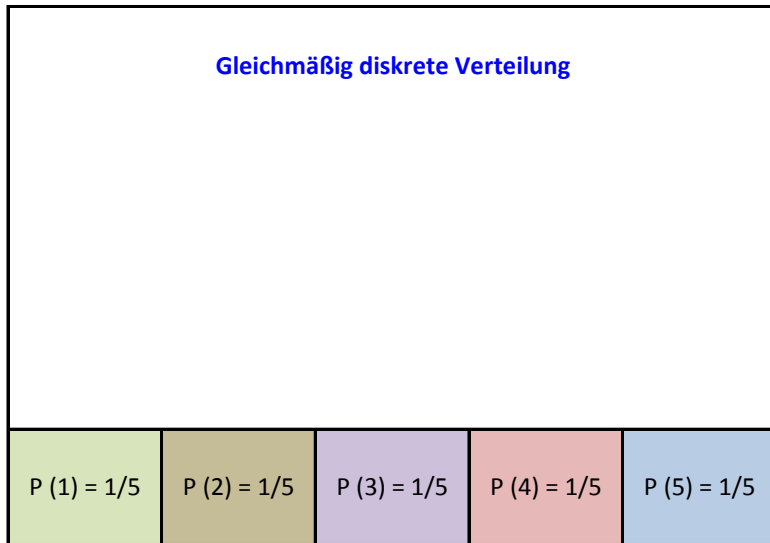 Gleichmäßig diskrete Verteilung
P (1) = 1/5 P (2) = 1/5 P (3) = 1/5 P (4) = 1/5 P (5) = 1/5